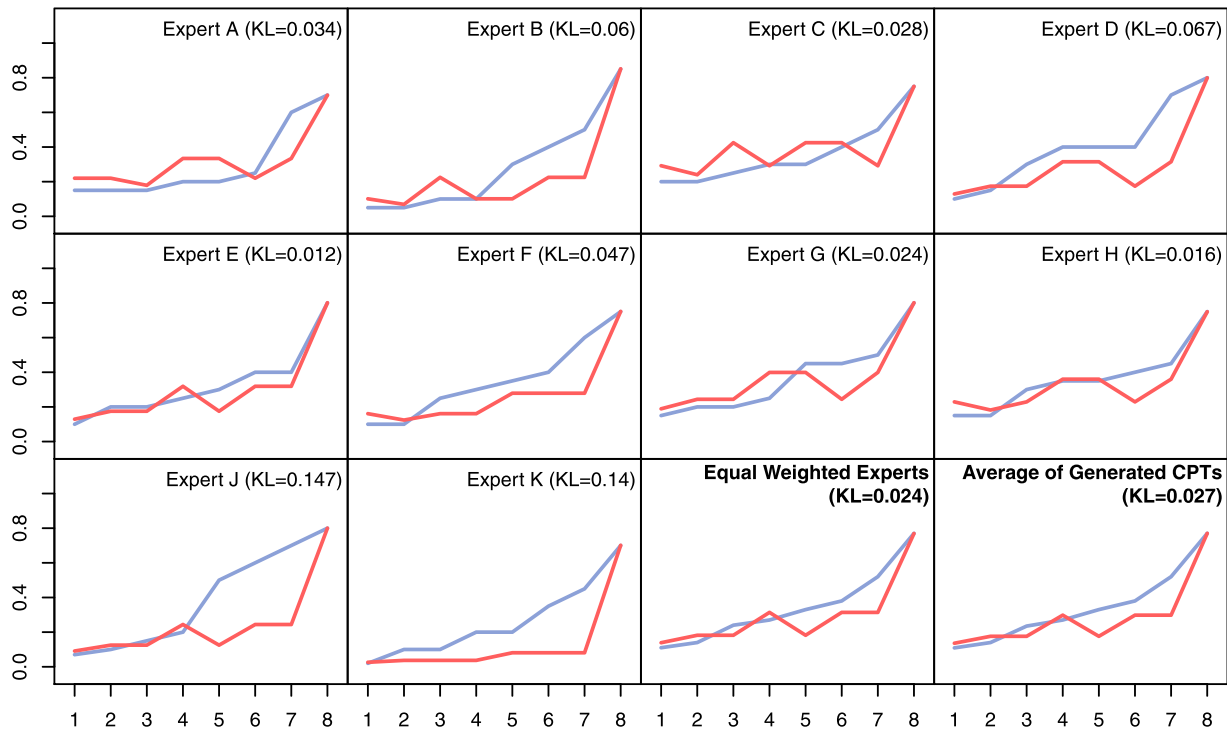 Expert A (KL=0.034)
Expert B (KL=0.06)
Expert C (KL=0.028)
Expert D (KL=0.067)
0.8
0.4
0.0
Expert E (KL=0.012)
Expert F (KL=0.047)
Expert G (KL=0.024)
Expert H (KL=0.016)
0.8
0.4
0.0
Expert J (KL=0.147)
Expert K (KL=0.14)
Equal Weighted Experts
(KL=0.024)
Average of Generated CPTs
(KL=0.027)
0.8
0.4
0.0
1 2 3 4 5 6 7 8
1 2 3 4 5 6 7 8
1 2 3 4 5 6 7 8
1 2 3 4 5 6 7 8